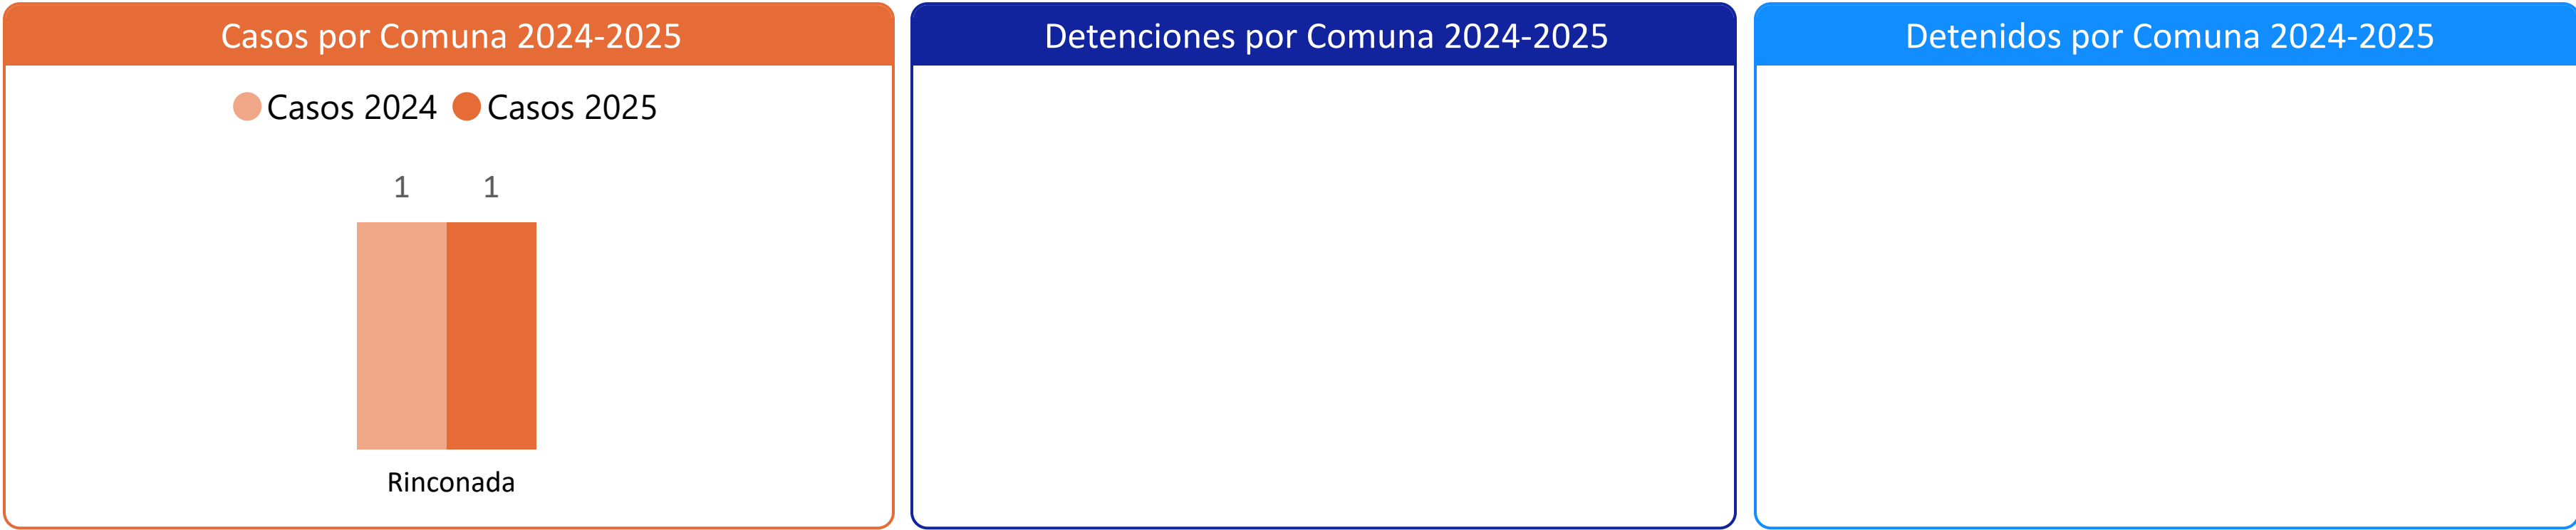 Casos por Comuna 2024-2025
Casos 2024 Casos 2025
1 1
Rinconada
Detenciones por Comuna 2024-2025
Detenidos por Comuna 2024-2025